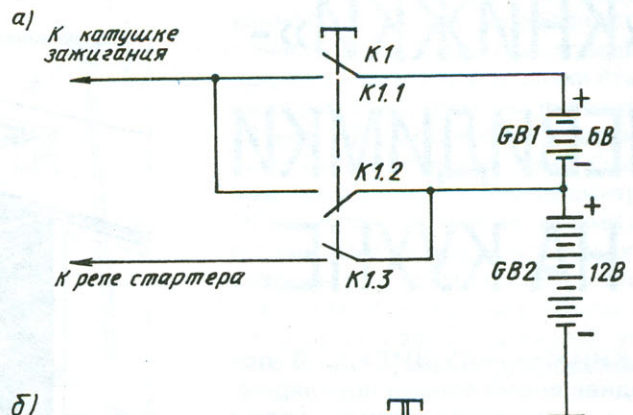 а)
К катушке
зажигания
К1
К1.1
+
GB1
6В
-
К1.2
+
GB2
12В
К реле стартера
К1.3
-
б)